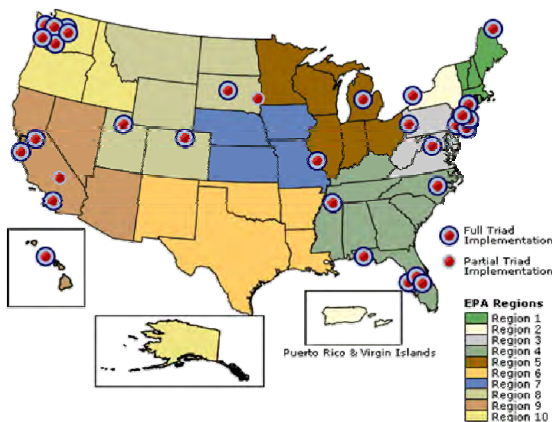 Full Triad
Implementation
Partial Triad
Implementation
EPA Regions
Region 1
Region 2
Region 3
Region 4
Region 5
Region 6
Region 7
Region 8
Region 9
Region 10
Puerto Rico & Virgin Islands